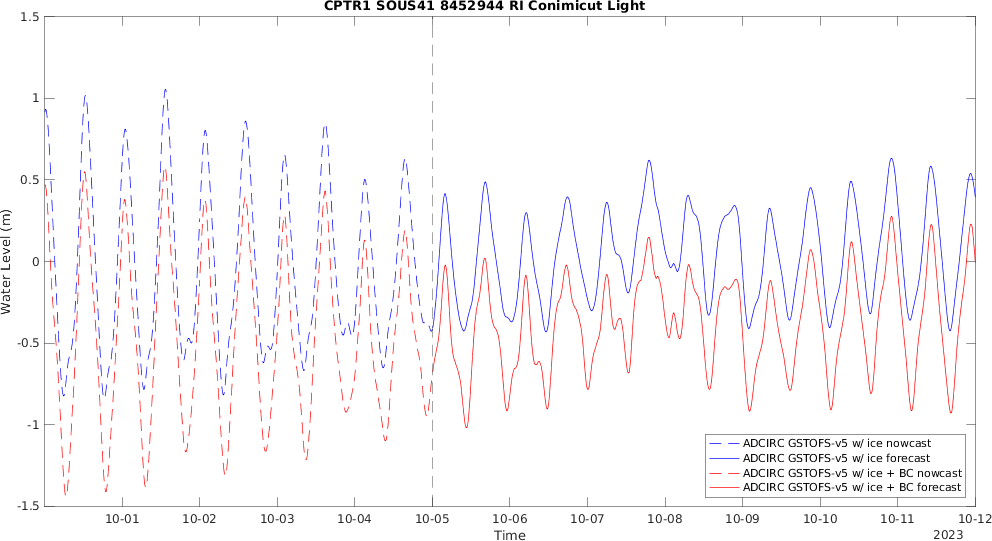 CPTR1 SOUS41 8452944 RI Conimicut Light
1.5
1
0.5
0
-0.5
-1
-1.5
Water Level (m)
10-01 10-02 10-03 10-04 10-05 10-06 10-07 10-08 10-09 10-10 10-11 10-12
Time
2023
ADCIRC GSTOFS-v5 w/ ice nowcast
ADCIRC GSTOFS-v5 w/ ice forecast
ADCIRC GSTOFS-v5 w/ ice + BC nowcast
ADCIRC GSTOFS-v5 w/ ice + BC forecast